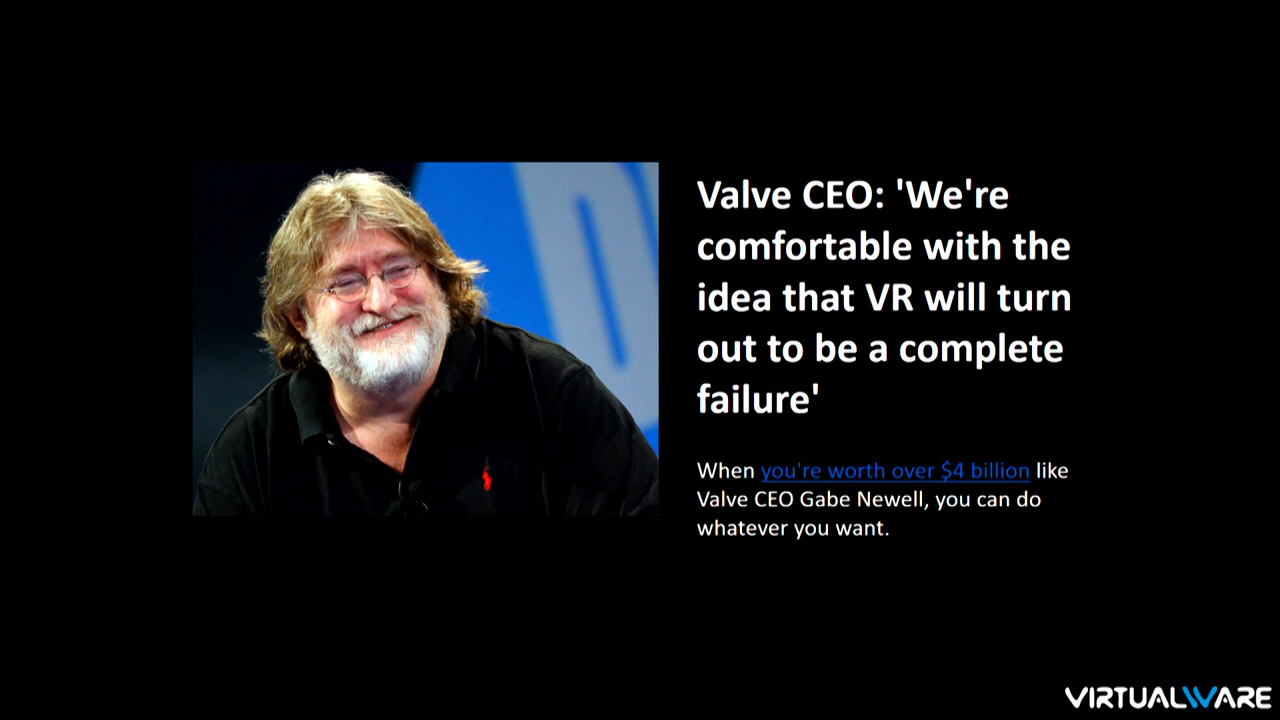 Valve CEO: 'We're
comfortable with the
idea that VR will turn
out to be a complete
failure'
When you're worth over $4 billion like
Valve CEO Gabe Newell, you can do
whatever you want.
VIRTUALWARE